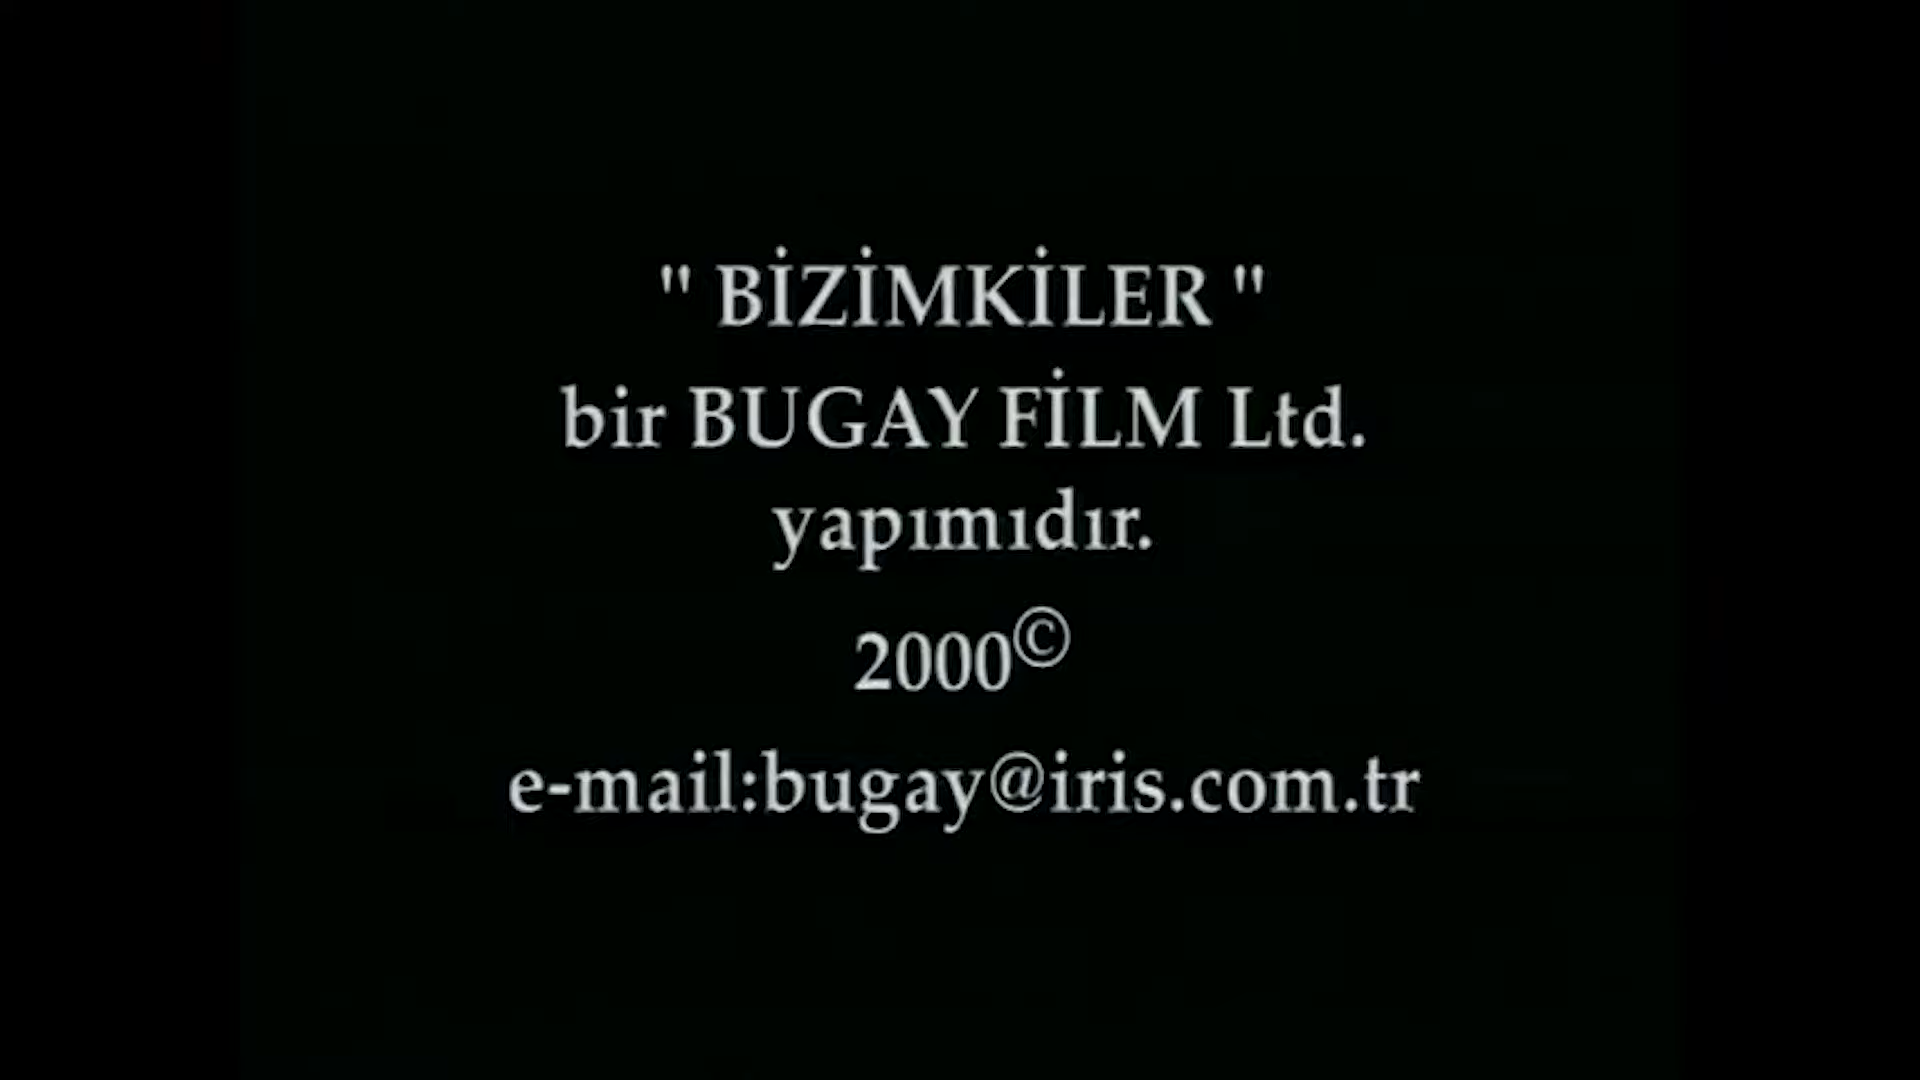 " BİZİMKİLER "
bir BUGAY FİLM Ltd.
yapımıdır.
2000©
e-mail:bugay@iris.com.tr